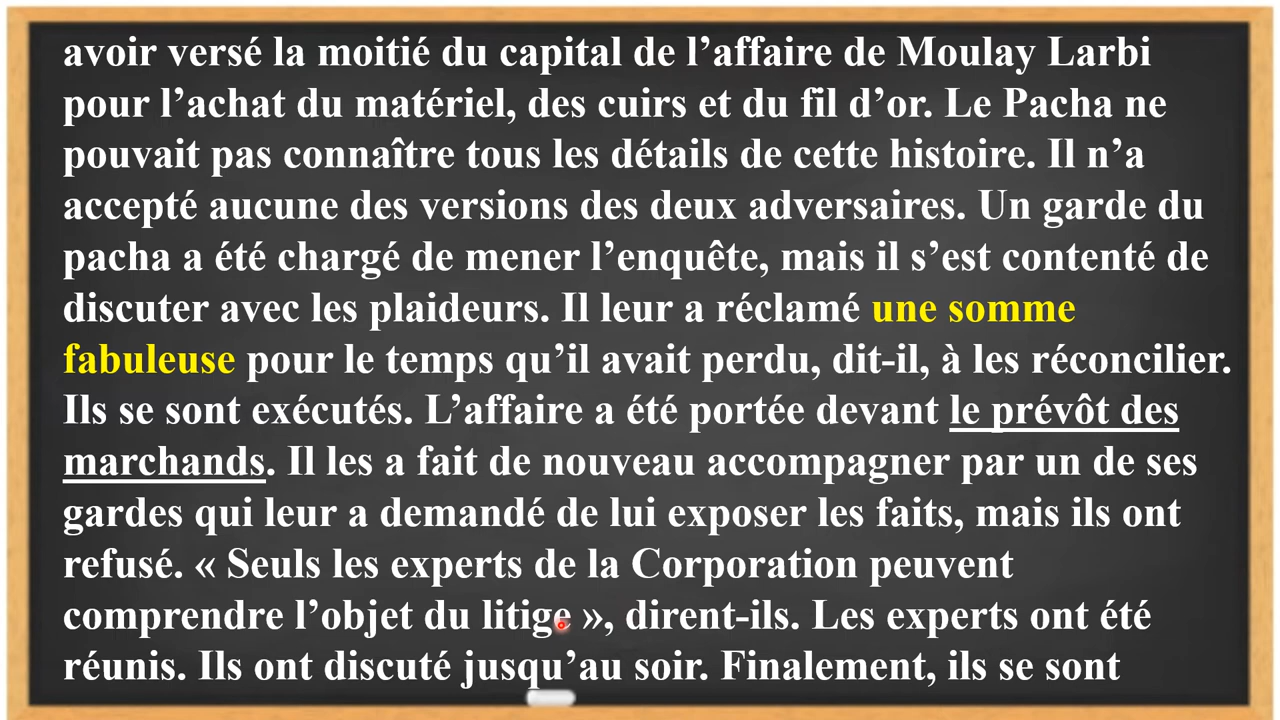 avoir versé la moitié du capital de l’affaire de Moulay Larbi
pour l’achat du matériel, des cuirs et du fil d’or. Le Pacha ne
pouvait pas connaître tous les détails de cette histoire. Il n’a
accepté aucune des versions des deux adversaires. Un garde du
pacha a été chargé de mener l’enquête, mais il s’est contenté de
discuter avec les plaideurs. Il leur a réclamé une somme
fabuleuse pour le temps qu’il avait perdu, dit-il, à les réconcilier.
Ils se sont exécutés. L’affaire a été portée devant le prévôt des
marchands. Il les a fait de nouveau accompagner par un de ses
gardes qui leur a demandé de lui exposer les faits, mais ils ont
refusé. « Seuls les experts de la Corporation peuvent
comprendre l’objet du litige », dirent-ils. Les experts ont été
réunis. Ils ont discuté jusqu’au soir. Finalement, ils se sont